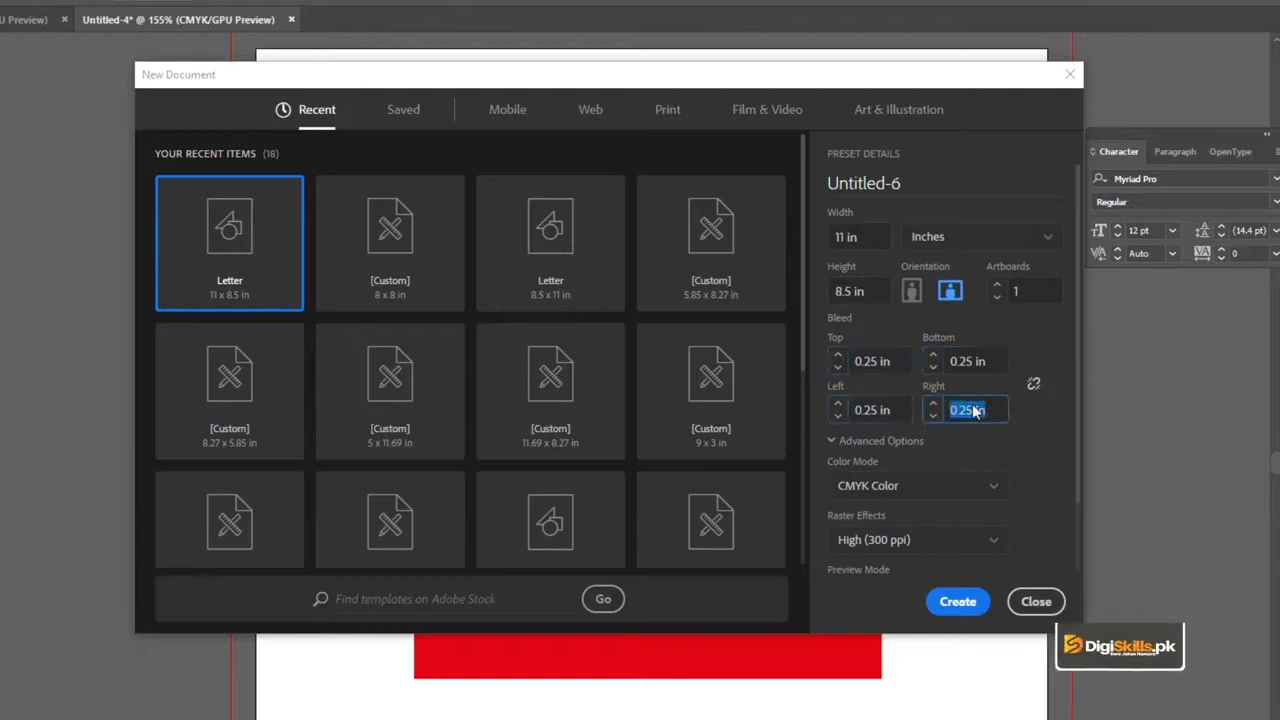 U Preview)
Untitled-4* @ 155% (CMYK/GPU Preview)
New Document
Recent
Saved
Mobile
Web
Print
Film & Video
Art & Illustration
YOUR RECENT ITEMS (18)
Letter
11 x 8.5 in
[Custom]
8 x 8 in
Letter
8.5 x 11 in
[Custom]
5.85 x 8.27 in
[Custom]
8.27 x 5.85 in
[Custom]
5 x 11.69 in
[Custom]
11.69 x 8.27 in
[Custom]
9 x 3 in
Find templates on Adobe Stock
Go
PRESET DETAILS
Untitled-6
Width
11 in
Inches
Height
Orientation
Artboards
8.5 in
1
Bleed
Top
Bottom
0.25 in
0.25 in
Left
Right
0.25 in
0.25 in
Advanced Options
Color Mode
CMYK Color
Raster Effects
High (300 ppi)
Preview Mode
Create
Close
Character
Paragraph
OpenType
Myriad Pro
Regular
12 pt
(14.4 pt)
Auto
0
DigiSkills.pk